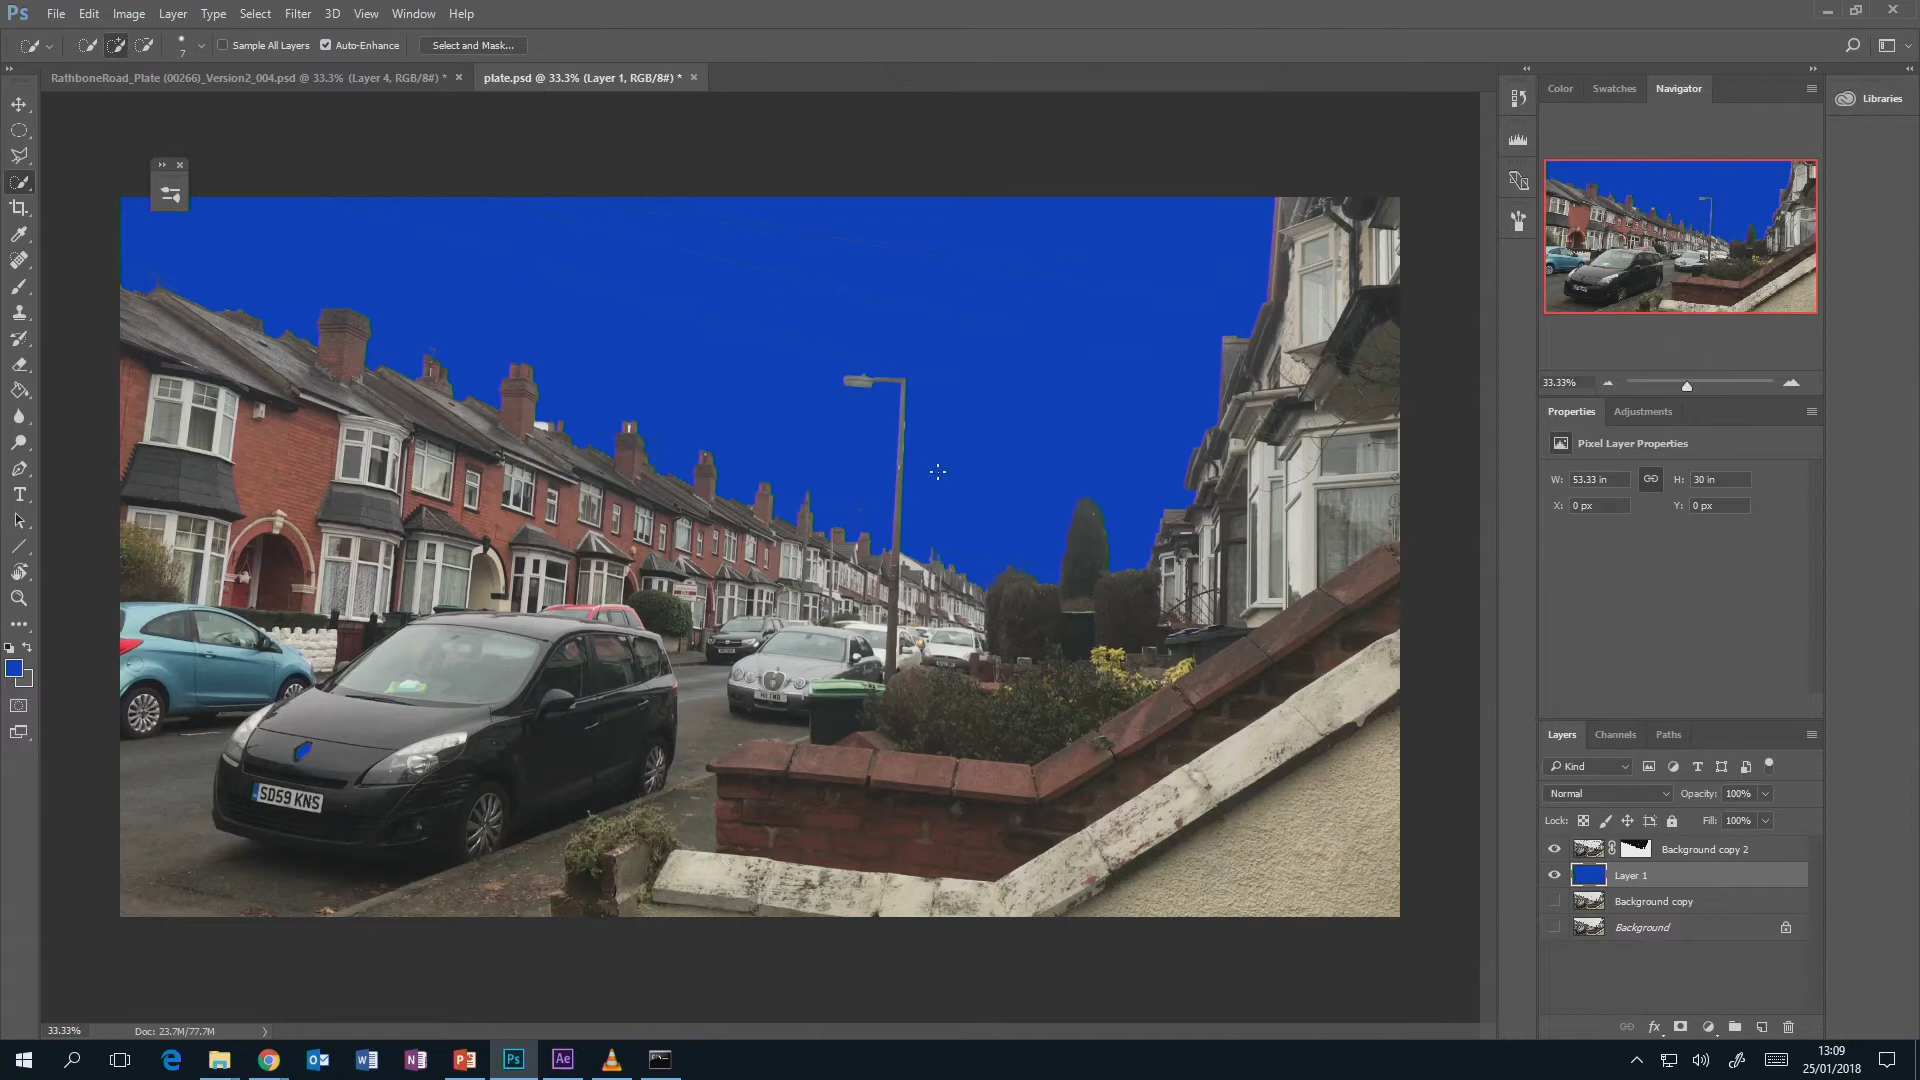 Ps File Edit Image Layer Type Select Filter 3D View Window Help
7 Sample All Layers Auto-Enhance Select and Mask...
RathboneRoad_Plate (00266)_Version2_004.psd @ 33.3% (Layer 4, RGB/8#) * ×
plate.psd @ 33.3% (Layer 1, RGB/8#) * ×
Color Swatches Navigator
Libraries
33.33%
Properties Adjustments
Pixel Layer Properties
W: 53.33 in H: 30 in
X: 0 px Y: 0 px
SD59 KNS
Layers Channels Paths
Kind
Normal Opacity: 100%
Lock: Fill: 100%
Background copy 2
Layer 1
Background copy
Background
33.33% Doc: 23.7M/77.7M
Ps Ae
13:09
25/01/2018